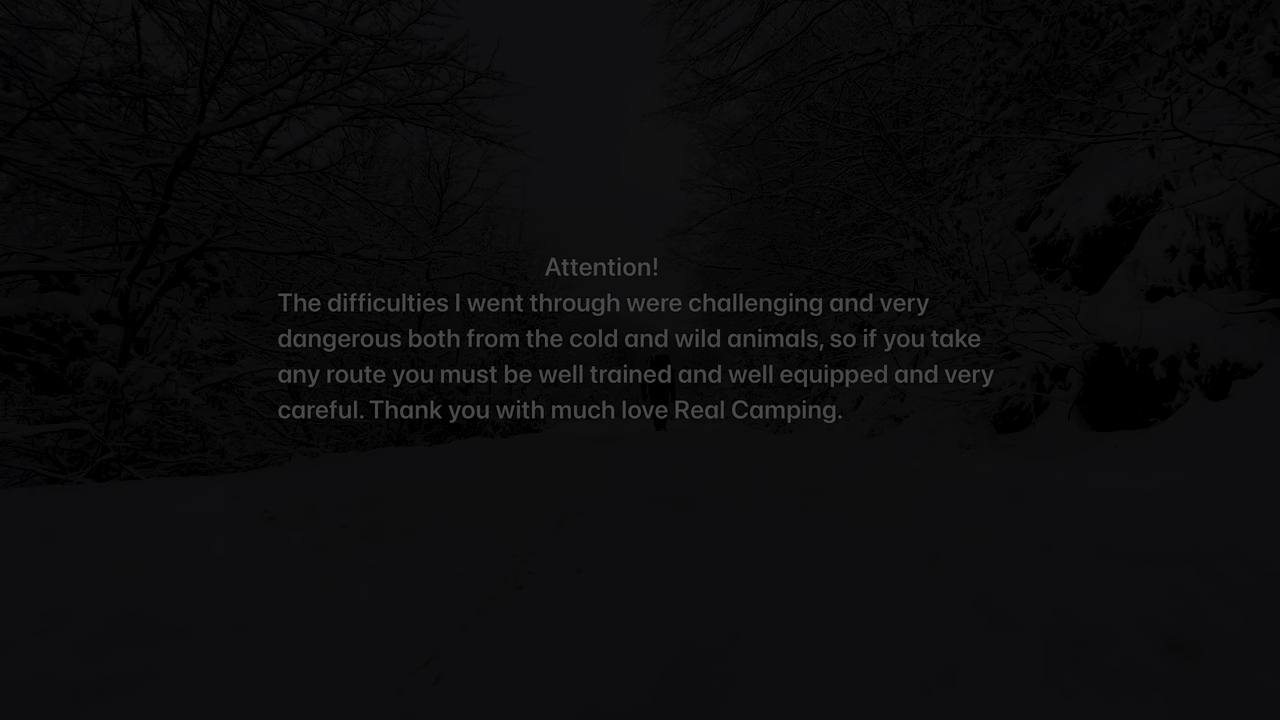 Attention!
The difficulties I went through were challenging and very
dangerous both from the cold and wild animals, so if you take
any route you must be well trained and well equipped and very
careful. Thank you with much love Real Camping.